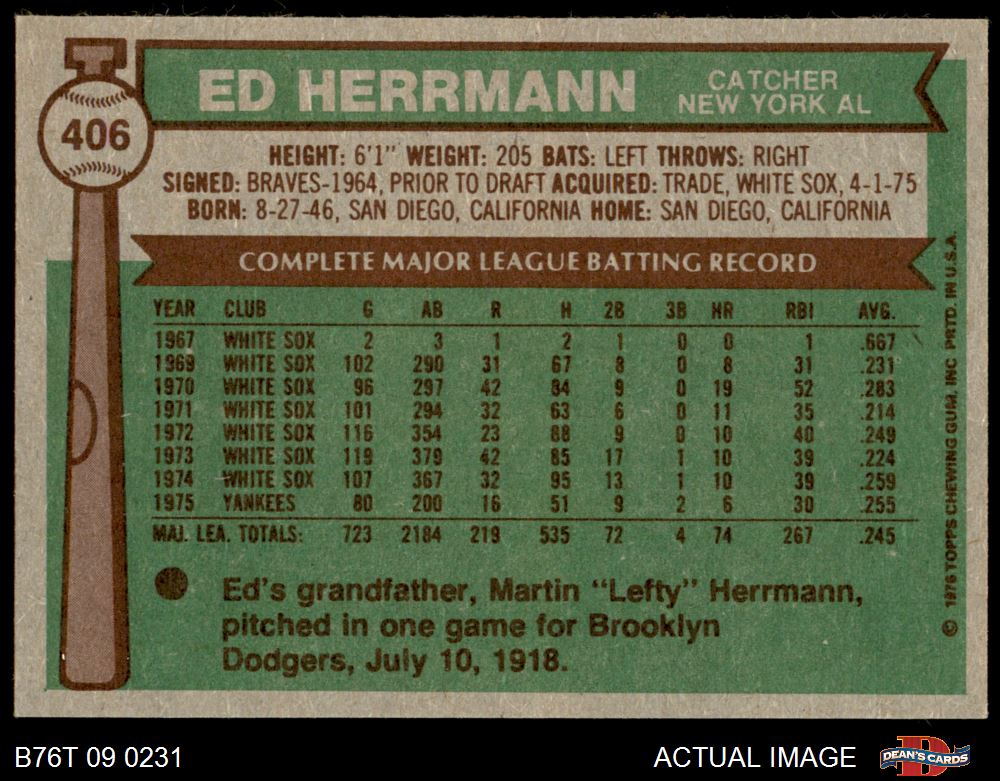 406
ED HERRMANN
CATCHER
NEW YORK AL
HEIGHT: 6'1" WEIGHT: 205 BATS: LEFT THROWS: RIGHT
SIGNED: BRAVES-1964, PRIOR TO DRAFT ACQUIRED: TRADE, WHITE SOX, 4-1-75
BORN: 8-27-46, SAN DIEGO, CALIFORNIA HOME: SAN DIEGO, CALIFORNIA
COMPLETE MAJOR LEAGUE BATTING RECORD
YEAR CLUB G AB R H 2B 3B HR RBI AVG.
1967 WHITE SOX 2 3 1 2 1 0 0 1 .667
1969 WHITE SOX 102 290 31 67 8 0 8 31 .231
1970 WHITE SOX 96 297 42 84 9 0 19 52 .283
1971 WHITE SOX 101 294 32 63 6 0 11 35 .214
1972 WHITE SOX 116 354 23 88 9 0 10 40 .249
1973 WHITE SOX 119 379 42 85 17 1 10 39 .224
1974 WHITE SOX 107 367 32 95 13 1 10 39 .259
1975 YANKEES 80 200 16 51 9 2 6 30 .255
MAJ. LEA. TOTALS: 723 2184 219 535 72 4 74 267 .245
Ed's grandfather, Martin "Lefty" Herrmann,
pitched in one game for Brooklyn
Dodgers, July 10, 1918.
© 1976 TOPPS CHEWING GUM, INC PRTD. IN U.S.A.
B76T 09 0231
ACTUAL IMAGE
D
DEAN'S CARDS